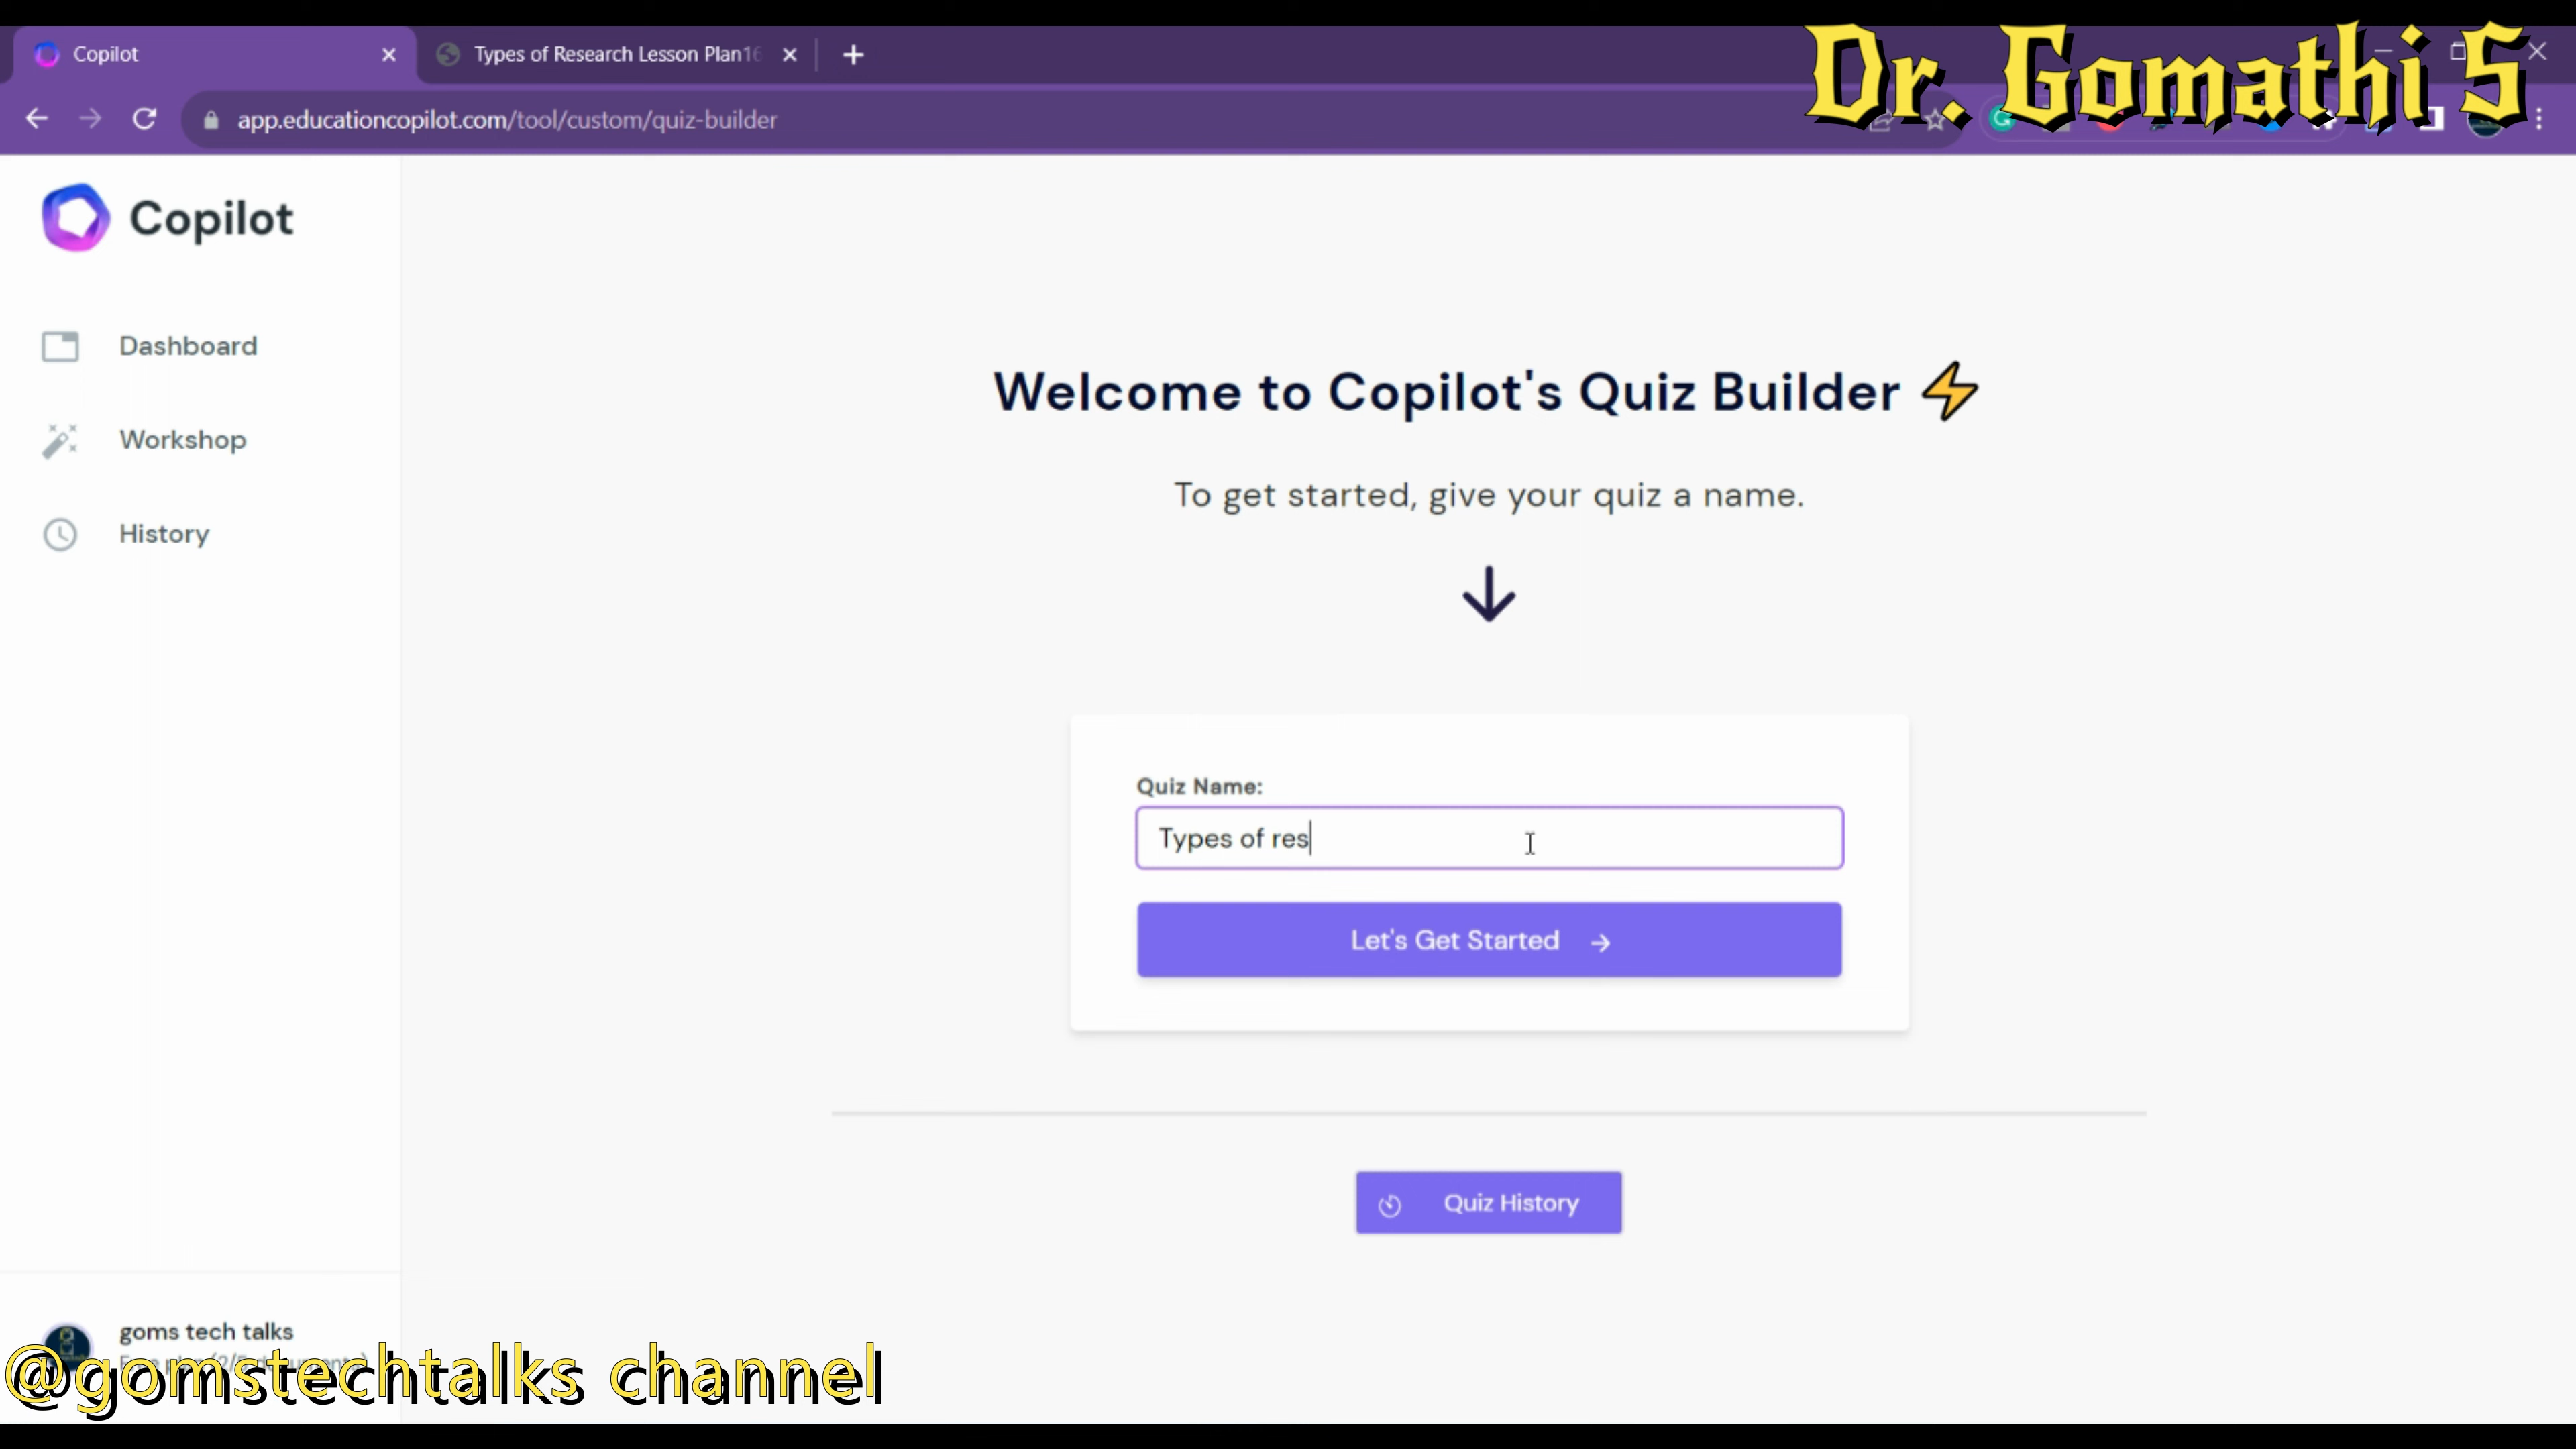 Copilot
Types of Research Lesson Plan16
Dr. Gomathi S
app.educationcopilot.com/tool/custom/quiz-builder
Copilot
Dashboard
Workshop
History
Welcome to Copilot's Quiz Builder
To get started, give your quiz a name.
Quiz Name:
Types of res
Let's Get Started
Quiz History
goms tech talks
@gomstechtalks channel